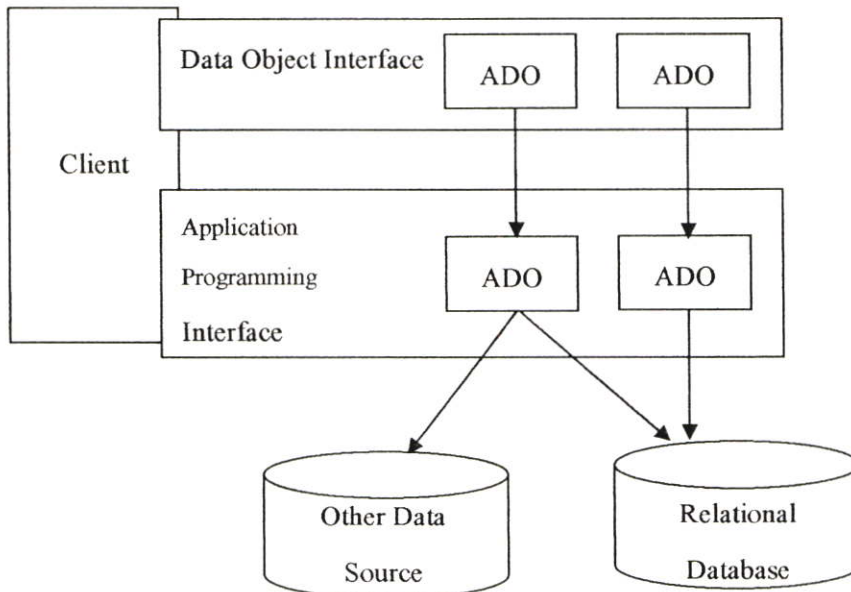 Data Object Interface
ADO
ADO
Client
Application
Programming
Interface
ADO
ADO
Other Data
Source
Relational
Database